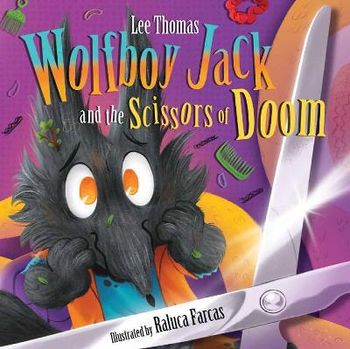 Lee Thomas
Wolfboy Jack
and the Scissors of Doom
Illustrated by Raluca Farcas